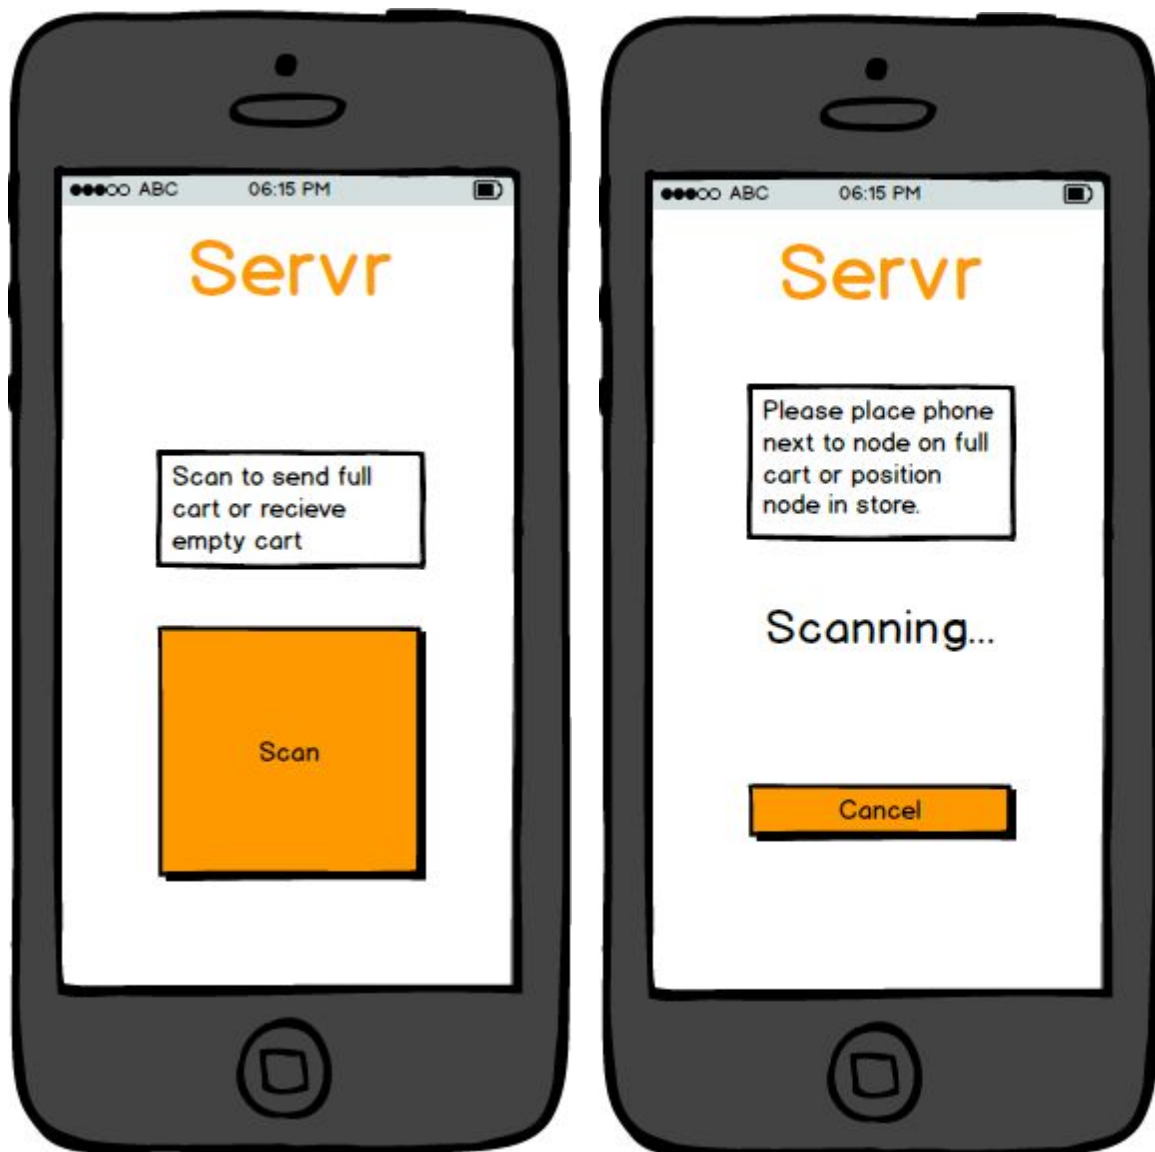 ABC 06:15 PM
Servr
Scan to send full
cart or recieve
empty cart
Scan
ABC 06:15 PM
Servr
Please place phone
next to node on full
cart or position
node in store.
Scanning...
Cancel